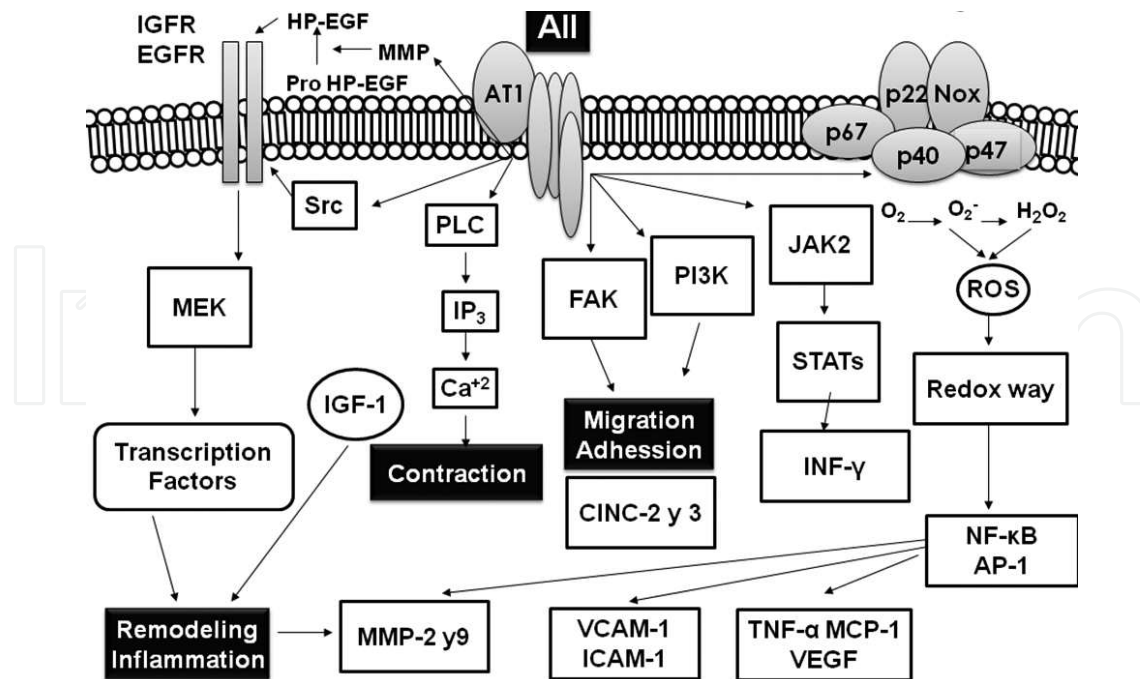 AII
IGFR
EGFR
HP-EGF
MMP
Pro HP-EGF
AT1
p22
Nox
p67
p40
p47
Src
PLC
IP₃
Ca⁺²
Contraction
MEK
Transcription
Factors
IGF-1
Remodeling
Inflammation
FAK
PI3K
Migration
Adhession
CINC-2 y 3
JAK2
STATs
INF-γ
O₂
O₂⁻
H₂O₂
ROS
Redox way
NF-κB
AP-1
MMP-2 y9
VCAM-1
ICAM-1
TNF-α MCP-1
VEGF